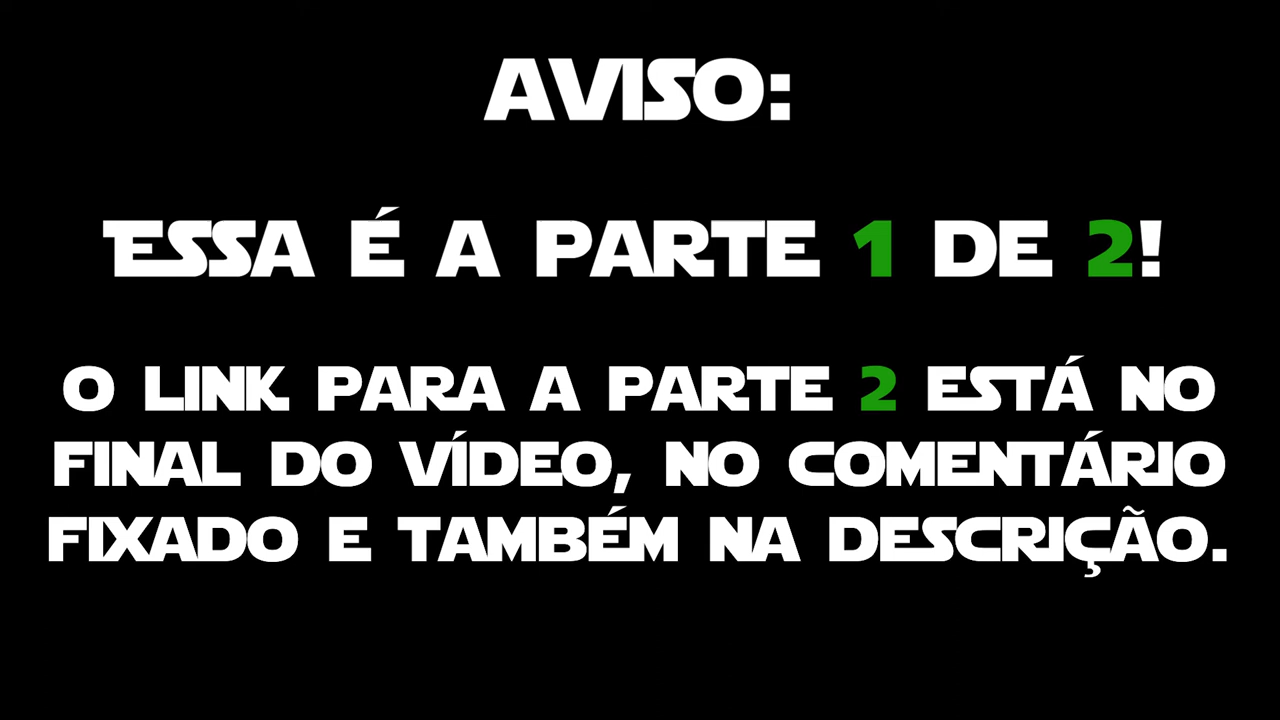 AVISO:
ESSA É A PARTE 1 DE 2!
O LINK PARA A PARTE 2 ESTÁ NO
FINAL DO VÍDEO, NO COMENTÁRIO
FIXADO E TAMBÉM NA DESCRIÇÃO.